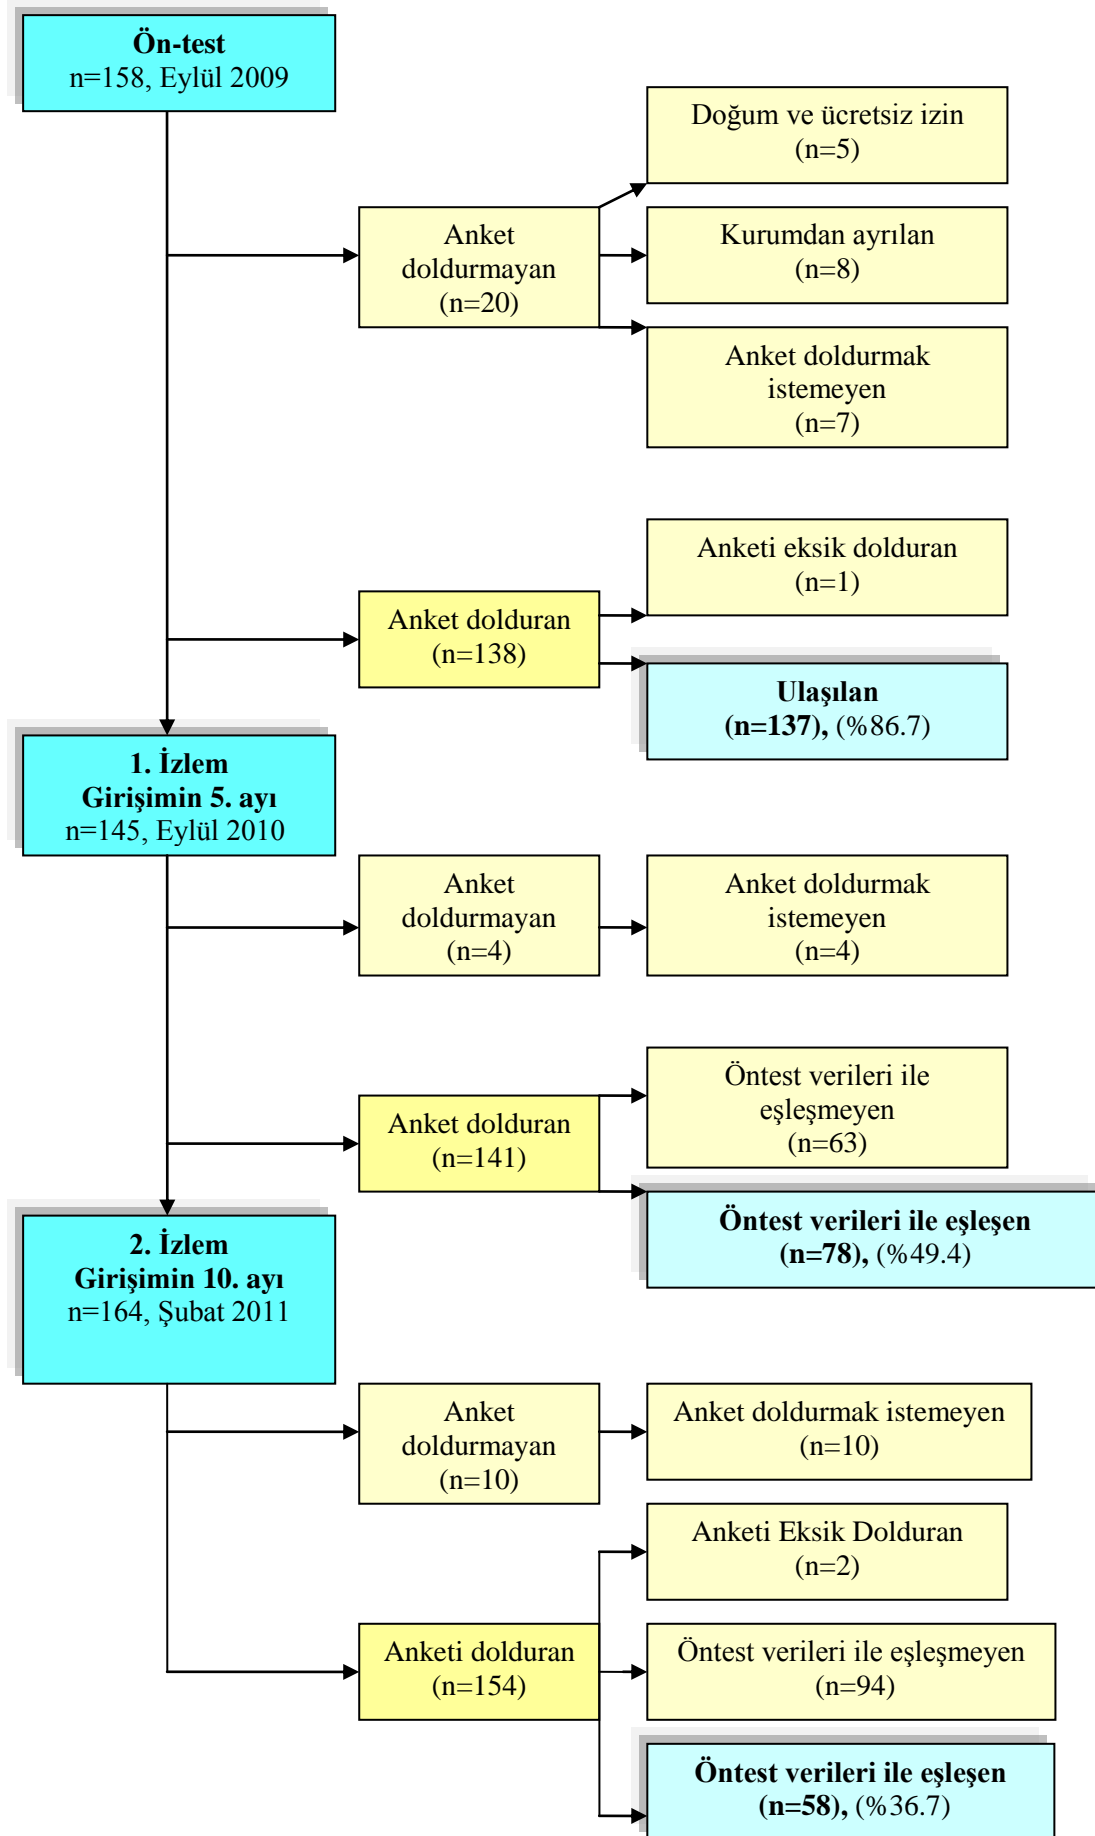 Ön-test
n=158, Eylül 2009
Doğum ve ücretsiz izin
(n=5)
Anket
doldurmayan
(n=20)
Kurumdan ayrılan
(n=8)
Anket doldurmak
istemeyen
(n=7)
Anketi eksik dolduran
(n=1)
Anket dolduran
(n=138)
Ulaşılan
(n=137), (%86.7)
1. İzlem
Girişimin 5. ayı
n=145, Eylül 2010
Anket
doldurmayan
(n=4)
Anket doldurmak
istemeyen
(n=4)
Öntest verileri ile
eşleşmeyen
(n=63)
Anket dolduran
(n=141)
Öntest verileri ile eşleşen
(n=78), (%49.4)
2. İzlem
Girişimin 10. ayı
n=164, Şubat 2011
Anket
doldurmayan
(n=10)
Anket doldurmak istemeyen
(n=10)
Anketi Eksik Dolduran
(n=2)
Anketi dolduran
(n=154)
Öntest verileri ile eşleşmeyen
(n=94)
Öntest verileri ile eşleşen
(n=58), (%36.7)